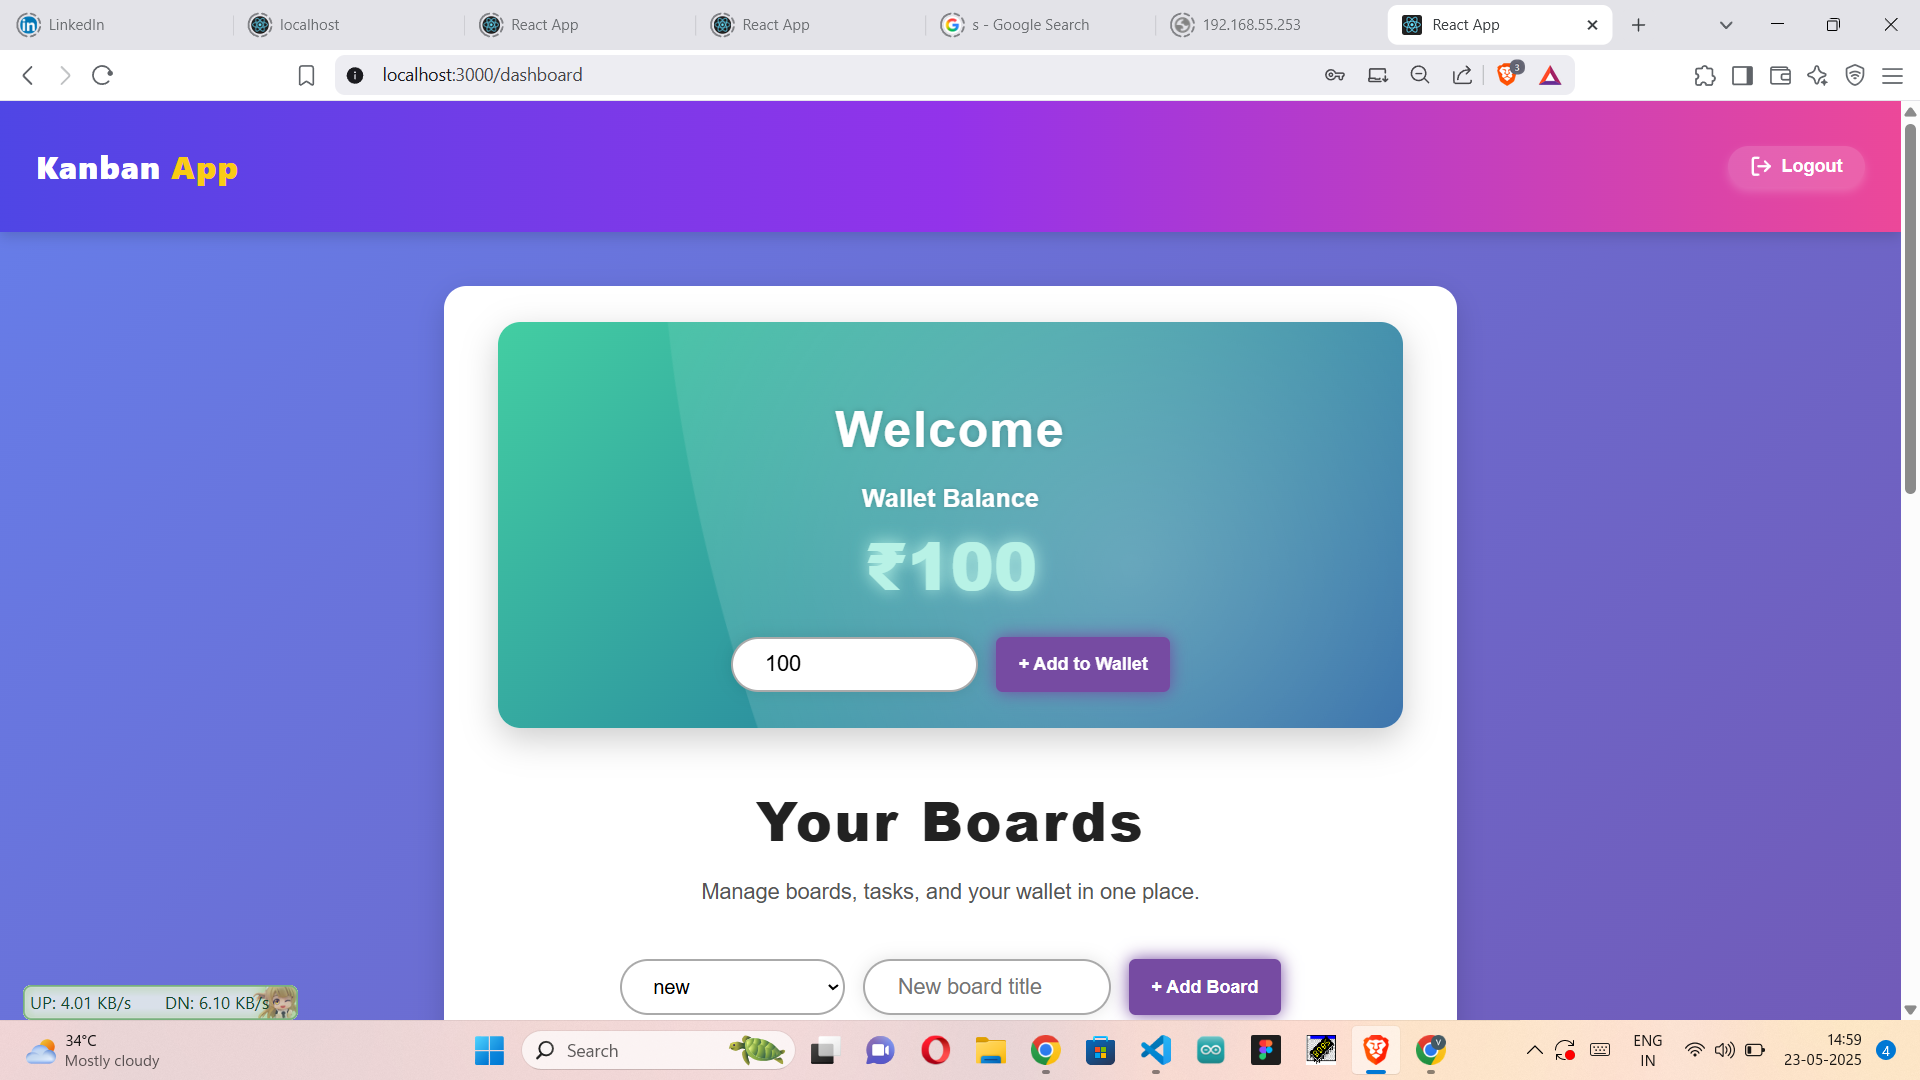 LinkedIn
localhost
React App
React App
s - Google Search
192.168.55.253
React App
localhost:3000/dashboard
3
Kanban App
Logout
Welcome
Wallet Balance
₹100
100
+ Add to Wallet
Your Boards
Manage boards, tasks, and your wallet in one place.
new
New board title
+ Add Board
UP: 4.01 KB/s DN: 6.10 KB/s
34°C
Mostly cloudy
Search
V
ENG
IN
14:59
23-05-2025
4